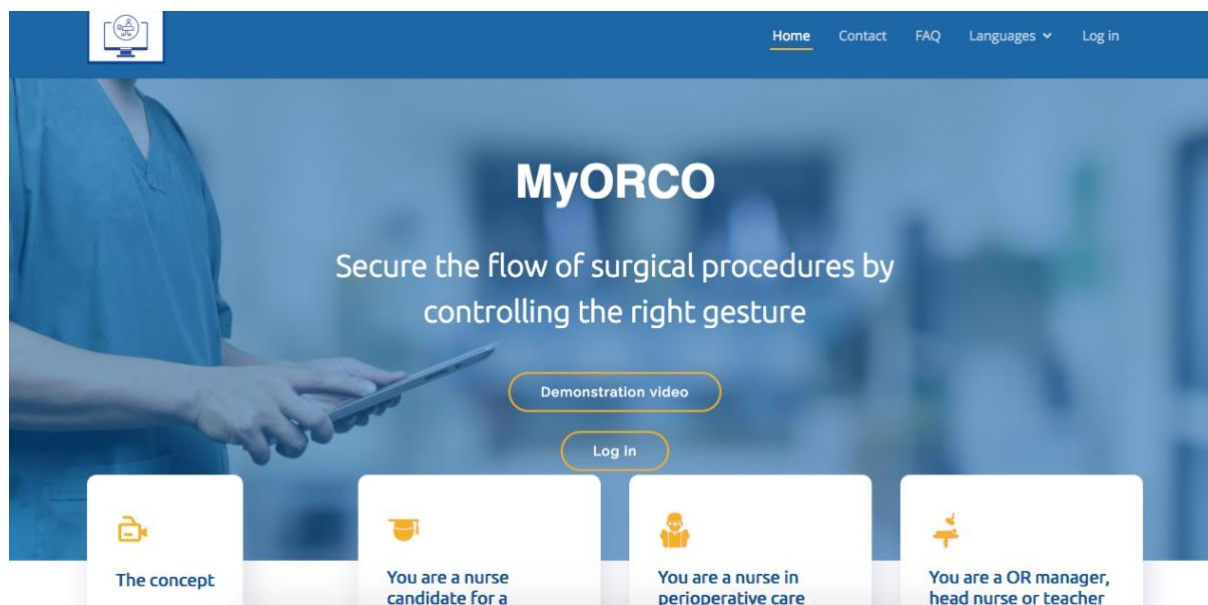 Home Contact FAQ Languages Log in
MyORCO
Secure the flow of surgical procedures by
controlling the right gesture
Demonstration video
Log in
The concept
You are a nurse
candidate for a
You are a nurse in
perioperative care
You are a OR manager,
head nurse or teacher